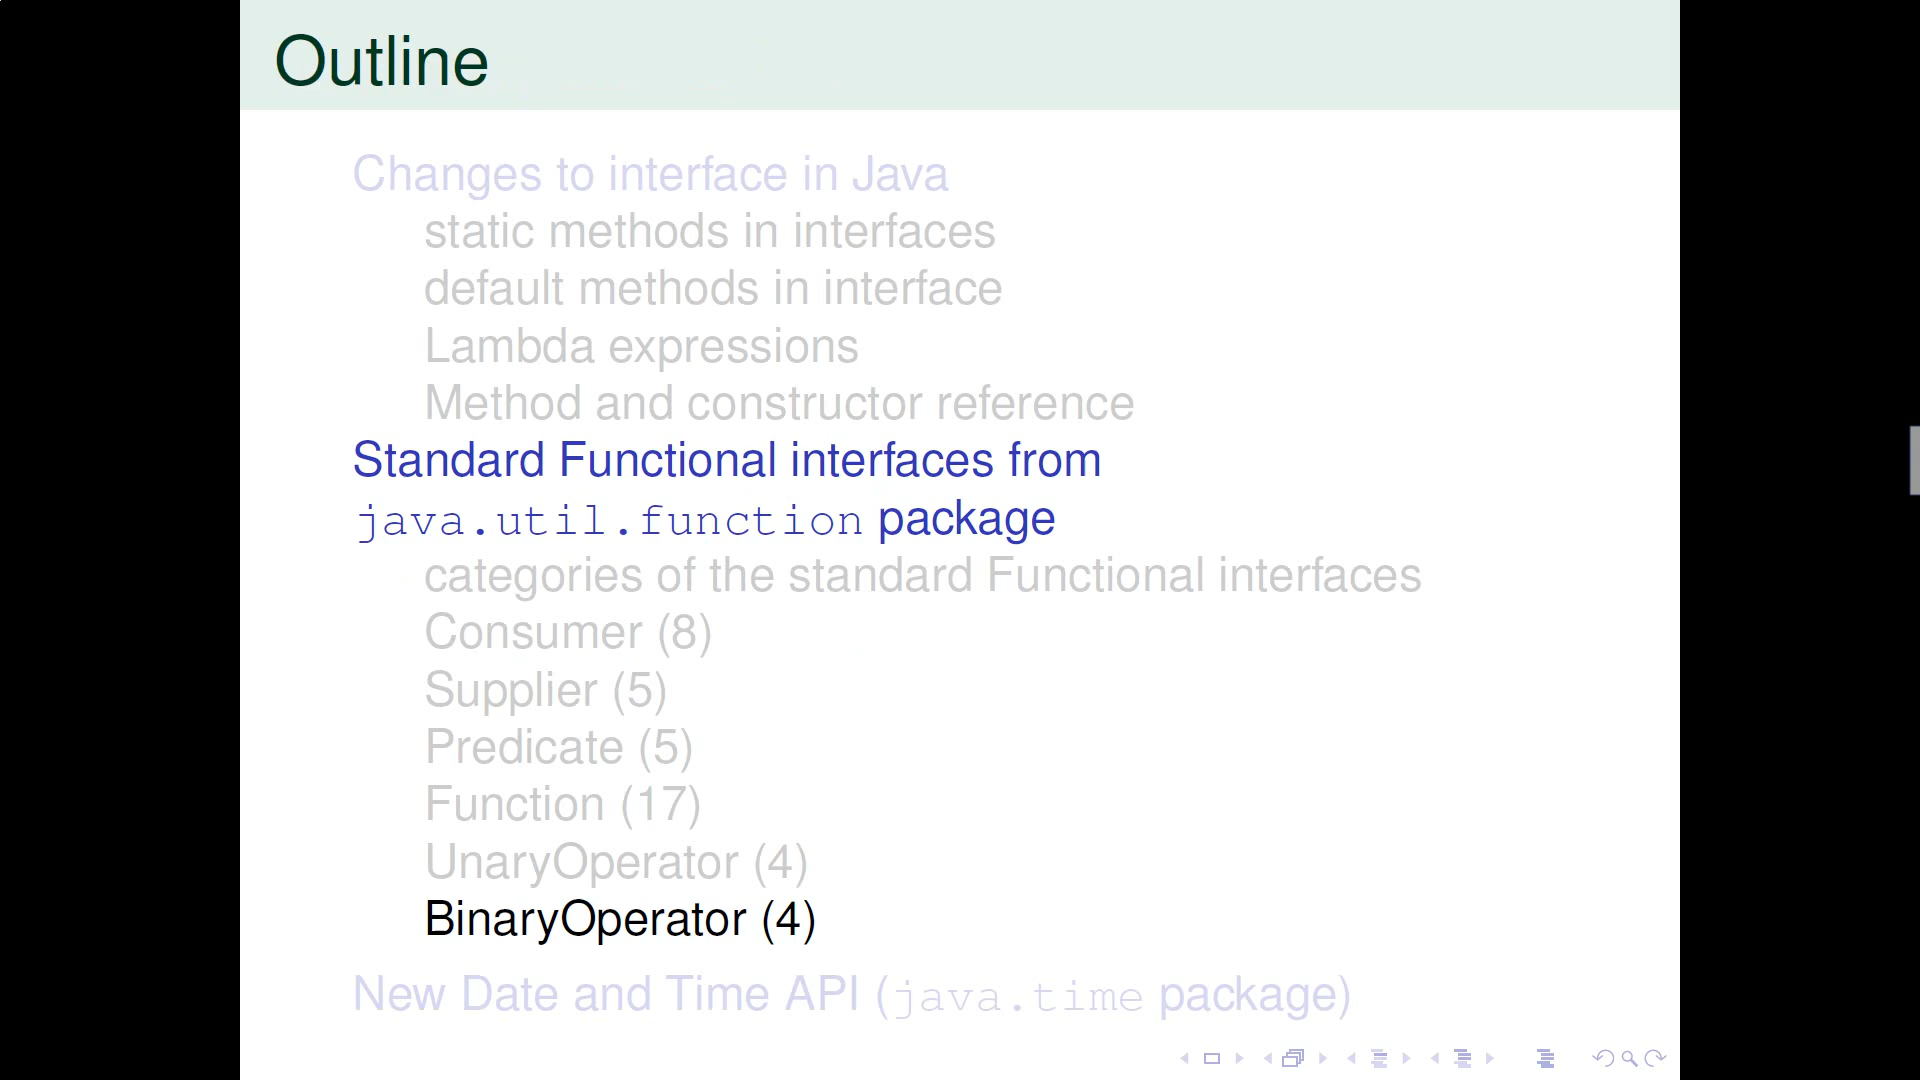 Outline
Changes to interface in Java
static methods in interfaces
default methods in interface
Lambda expressions
Method and constructor reference
Standard Functional interfaces from
java.util.function package
categories of the standard Functional interfaces
Consumer (8)
Supplier (5)
Predicate (5)
Function (17)
UnaryOperator (4)
BinaryOperator (4)
New Date and Time API (java.time package)